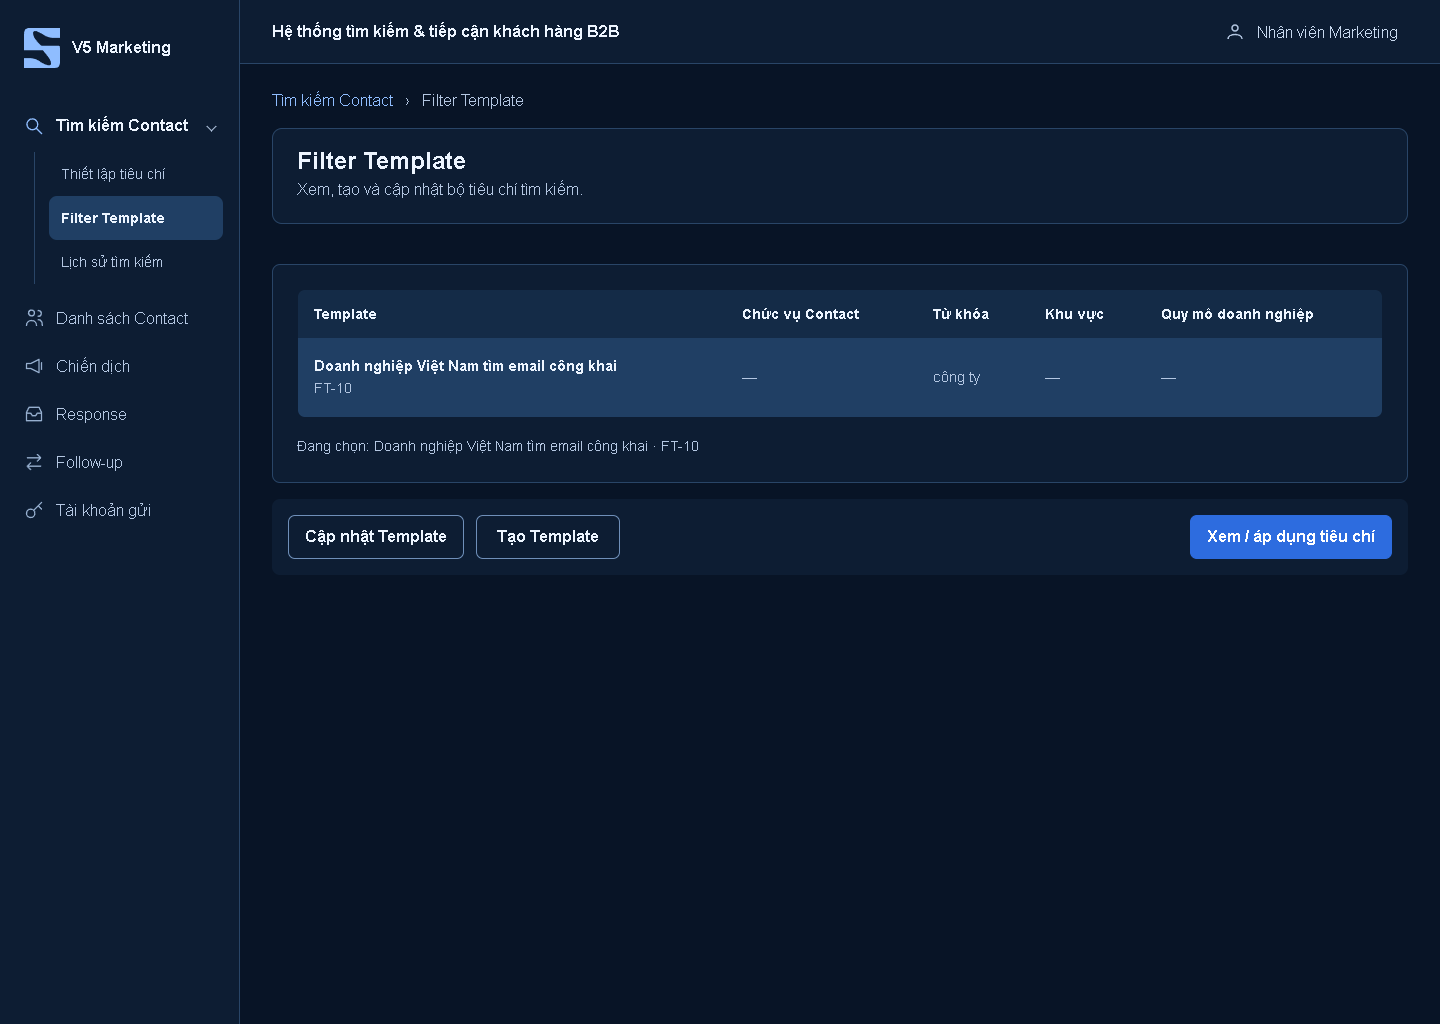 V5 Marketing
Tìm kiếm Contact
Thiết lập tiêu chí
Filter Template
Lịch sử tìm kiếm
Danh sách Contact
Chiến dịch
Response
Follow-up
Tài khoản gửi
Hệ thống tìm kiếm & tiếp cận khách hàng B2B
Nhân viên Marketing
Tìm kiếm Contact › Filter Template
Filter Template
Xem, tạo và cập nhật bộ tiêu chí tìm kiếm.
Template Chức vụ Contact Từ khóa Khu vực Quy mô doanh nghiệp
Doanh nghiệp Việt Nam tìm email công khai
FT-10
— công ty — —
Đang chọn: Doanh nghiệp Việt Nam tìm email công khai · FT-10
Cập nhật Template Tạo Template Xem / áp dụng tiêu chí